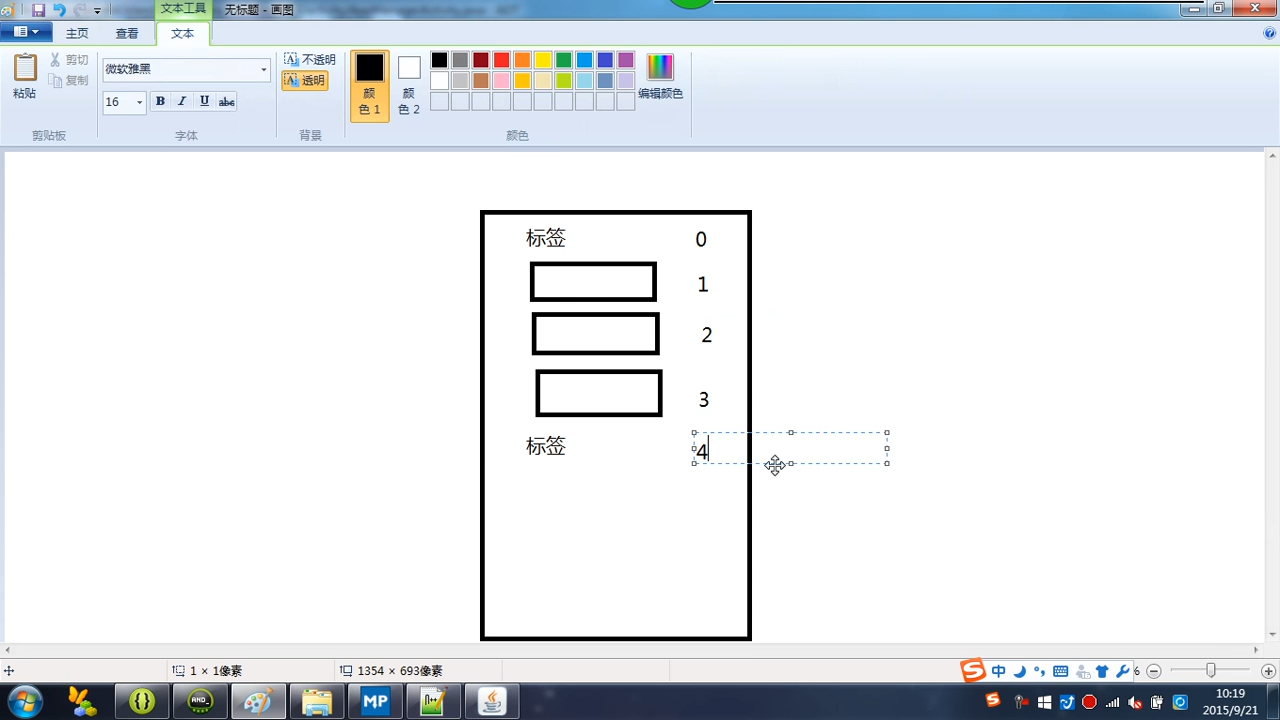 文本工具
无标题 - 画图
主页
查看
文本
粘贴
剪切
复制
剪贴板
微软雅黑
16
B I U abc
字体
不透明
透明
背景
颜色 1
颜色 2
编辑颜色
颜色
标签 0
1
2
3
标签 4
1 × 1像素
1354 × 693像素
中
%
{}
AND_
MP
10:19
2015/9/21